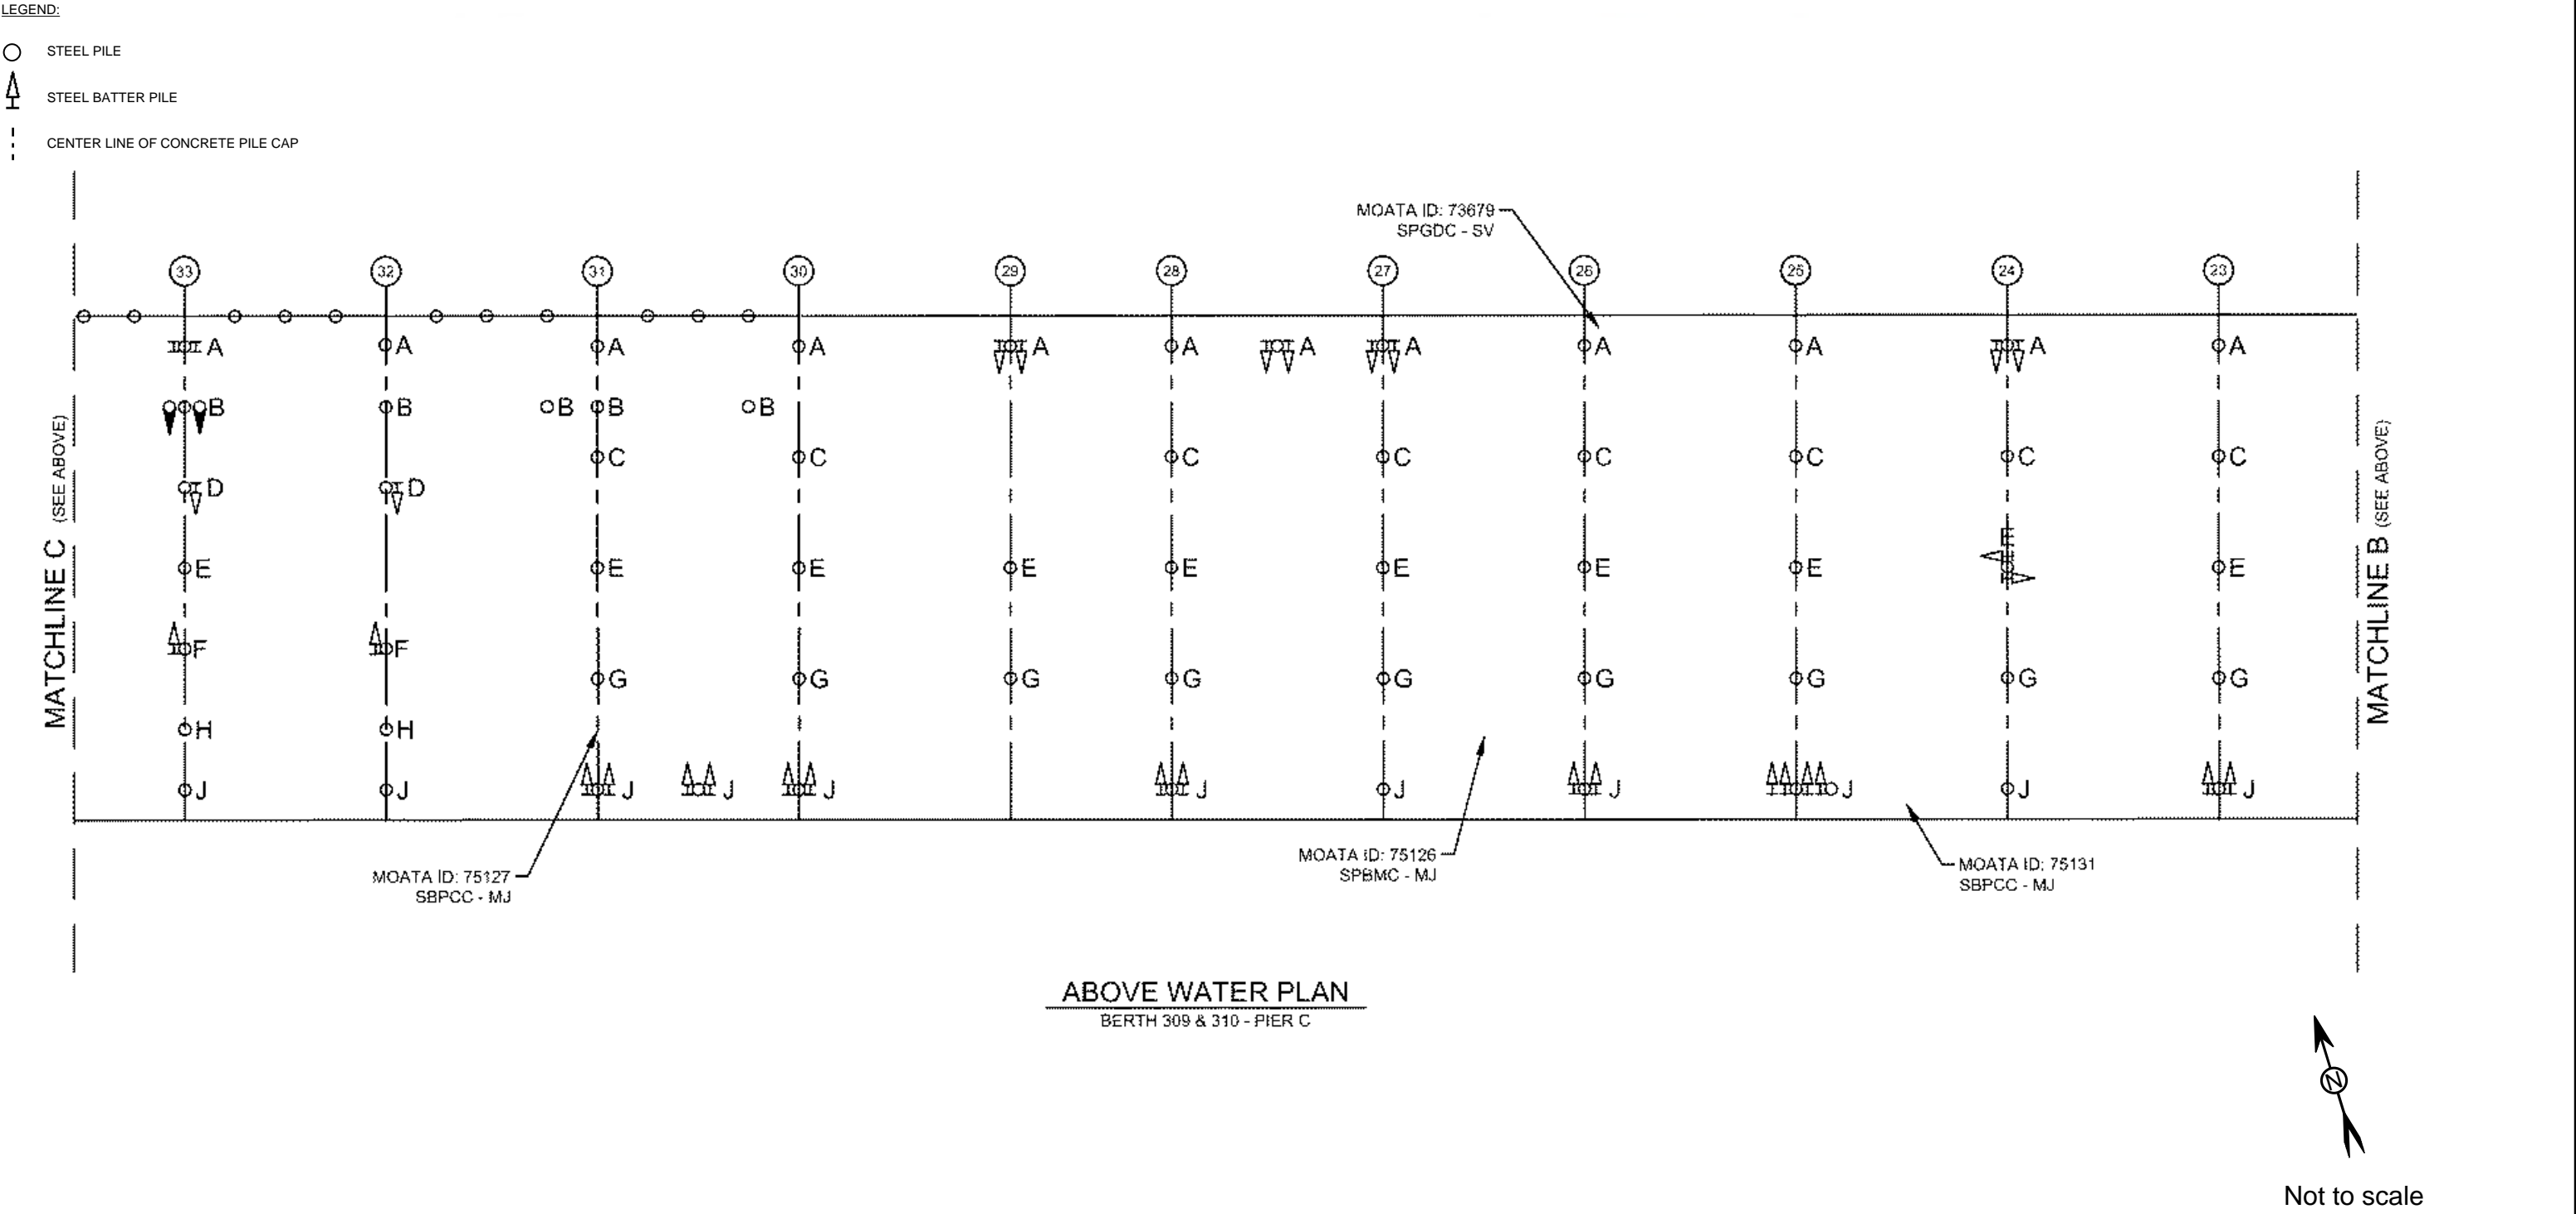 LEGEND:
STEEL PILE
STEEL BATTER PILE
CENTER LINE OF CONCRETE PILE CAP
MOATA ID: 73679
SPGDC - SV
33 32 31 30 29 28 27 26 25 24 23
A A A A A A A A A A A A
B B B B B
C C C C C C C C
D D
E E E E E E E E E E
F F
G G G G G G G G G
H H
J J J J J J J J J J J
MATCHLINE C (SEE ABOVE)
MATCHLINE B (SEE ABOVE)
MOATA ID: 75127
SBPCC - MJ
MOATA ID: 75126
SPBMC - MJ
MOATA ID: 75131
SBPCC - MJ
ABOVE WATER PLAN
BERTH 309 & 310 - PIER C
N
Not to scale